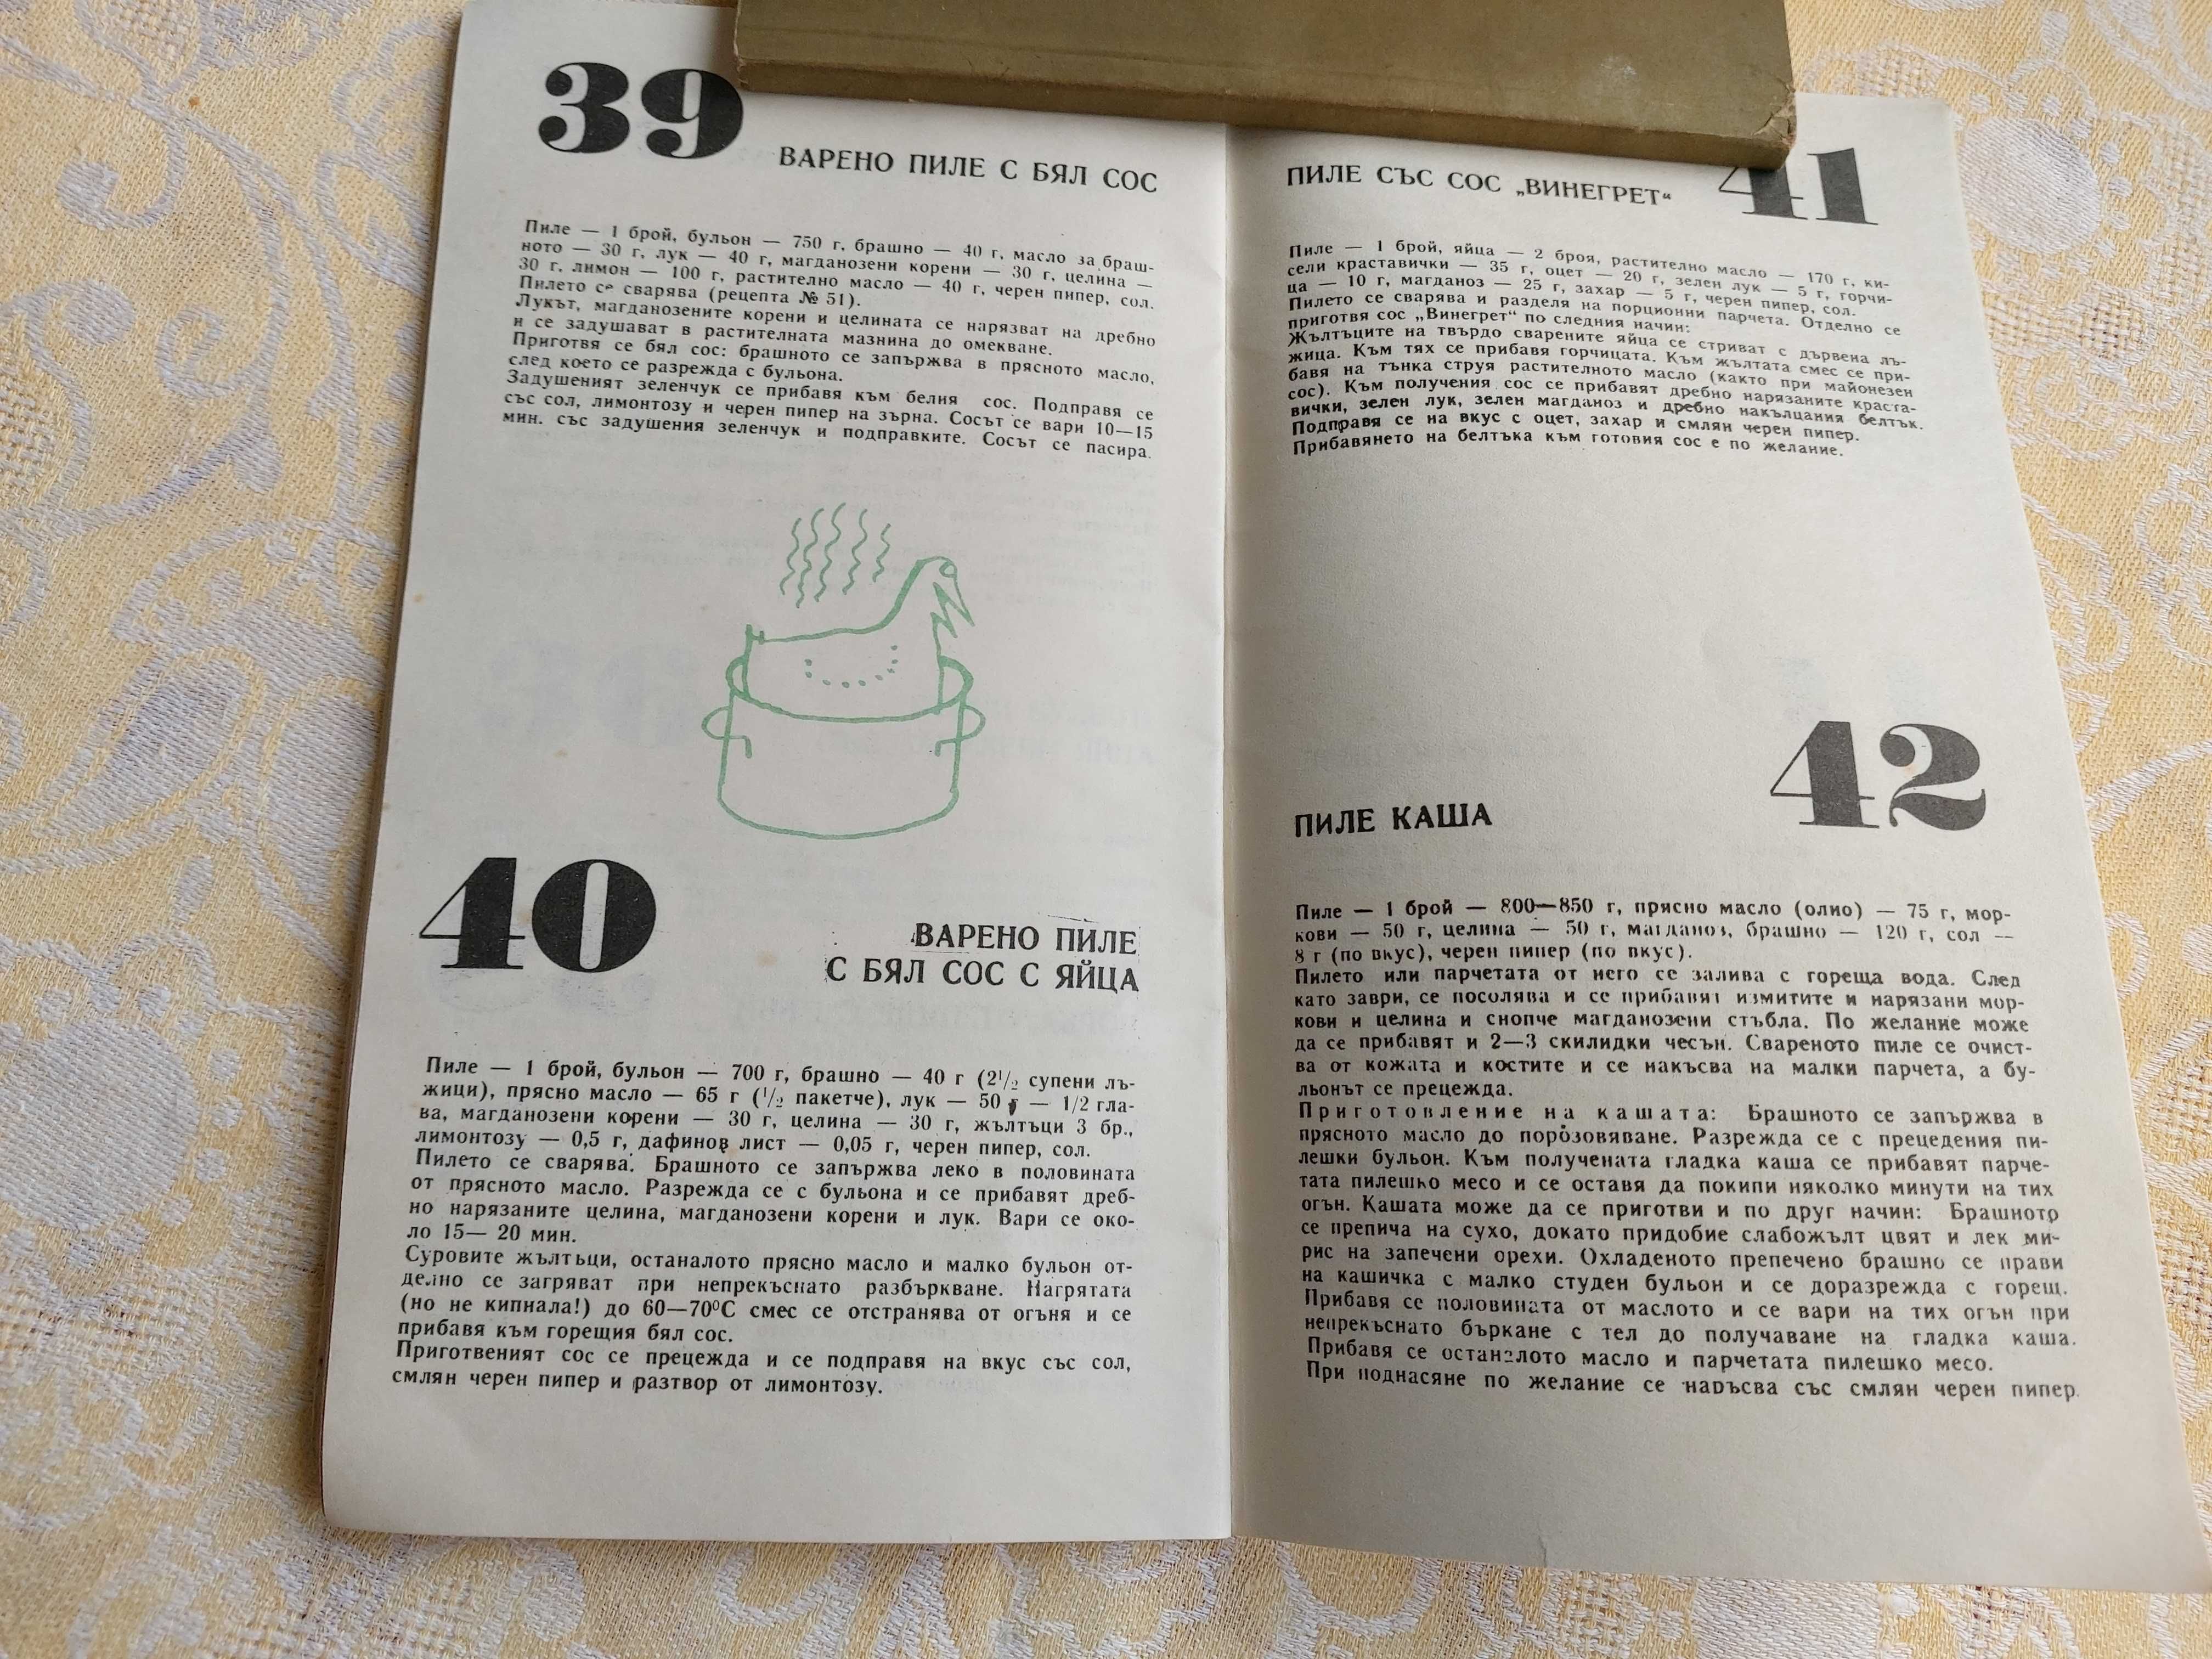 39
ВАРЕНО ПИЛЕ С БЯЛ СОС
Пиле — 1 брой, бульон — 750 г, брашно — 40 г, масло за браш-
ното — 30 г, лук — 40 г, магданозени корени — 30 г, целина —
30 г, лимон — 100 г, растително масло — 40 г, черен пипер, сол.
Пилето се сварява (рецепта № 51).
Лукът, магданозените корени и целината се нарязват на дребно
и се задушават в растителната мазнина до омекване.
Приготвя се бял сос: брашното се запържва в прясното масло,
след което се разрежда с бульона.
Задушеният зеленчук се прибавя към белия сос. Подправя се
със сол, лимонтозу и черен пипер на зърна. Сосът се вари 10—15
мин. със задушения зеленчук и подправките. Сосът се пасира.
40
ВАРЕНО ПИЛЕ
С БЯЛ СОС С ЯЙЦА
Пиле — 1 брой, бульон — 700 г, брашно — 40 г (2¹/₂ супени лъ-
жици), прясно масло — 65 г (¹/₂ пакетче), лук — 50 г — 1/2 гла-
ва, магданозени корени — 30 г, целина — 30 г, жълтъци 3 бр.,
лимонтозу — 0,5 г, дафинов лист — 0,05 г, черен пипер, сол.
Пилето се сварява. Брашното се запържва леко в половината
от прясното масло. Разрежда се с бульона и се прибавят дреб-
но нарязаните целина, магданозени корени и лук. Вари се око-
ло 15— 20 мин.
Суровите жълтъци, останалото прясно масло и малко бульон от-
делно се загряват при непрекъснато разбъркване. Нагрятата
(но не кипнала!) до 60—70°С смес се отстранява от огъня и се
прибавя към горещия бял сос.
Приготвеният сос се прецежда и се подправя на вкус със сол,
смлян черен пипер и разтвор от лимонтозу.
41
ПИЛЕ СЪС СОС „ВИНЕГРЕТ“
Пиле — 1 брой, яйца — 2 броя, растително масло — 170 г, ки-
сели краставички — 35 г, оцет — 20 г, зелен лук — 5 г, горчи-
ца — 10 г, магданоз — 25 г, захар — 5 г, черен пипер, сол.
Пилето се сварява и разделя на порционни парчета. Отделно се
приготвя сос „Винегрет“ по следния начин:
Жълтъците на твърдо сварените яйца се стриват с дървена лъ-
жица. Към тях се прибавя горчицата. Към жълтата смес се при-
бавя на тънка струя растителното масло (както при майонезен
сос). Към получения сос се прибавят дребно нарязаните краста-
вички, зелен лук, зелен магданоз и дребно накълцания белтък.
Подправя се на вкус с оцет, захар и смлян черен пипер.
Прибавянето на белтъка към готовия сос е по желание.
42
ПИЛЕ КАША
Пиле — 1 брой — 800—850 г, прясно масло (олио) — 75 г, мор-
кови — 50 г, целина — 50 г, магданоз, брашно — 120 г, сол —
8 г (по вкус), черен пипер (по вкус).
Пилето или парчетата от него се залива с гореща вода. След
като заври, се посолява и се прибавят измитите и нарязани мор-
кови и целина и снопче магданозени стъбла. По желание може
да се прибавят и 2—3 скилидки чесън. Свареното пиле се очист-
ва от кожата и костите и се накъсва на малки парчета, а бу-
льонът се прецежда.
Приготовление на кашата: Брашното се запържва в
прясното масло до порозовяване. Разрежда се с прецедения пи-
лешки бульон. Към получената гладка каша се прибавят парче-
тата пилешко месо и се оставя да покипи няколко минути на тих
огън. Кашата може да се приготви и по друг начин: Брашното
се препича на сухо, докато придобие слабожълт цвят и лек ми-
рис на запечени орехи. Охладеното препечено брашно се прави
на кашичка с малко студен бульон и се доразрежда с горещ.
Прибавя се половината от маслото и се вари на тих огън при
непрекъснато бъркане с тел до получаване на гладка каша.
Прибавя се останалото масло и парчетата пилешко месо.
При поднасяне по желание се наръсва със смлян черен пипер.